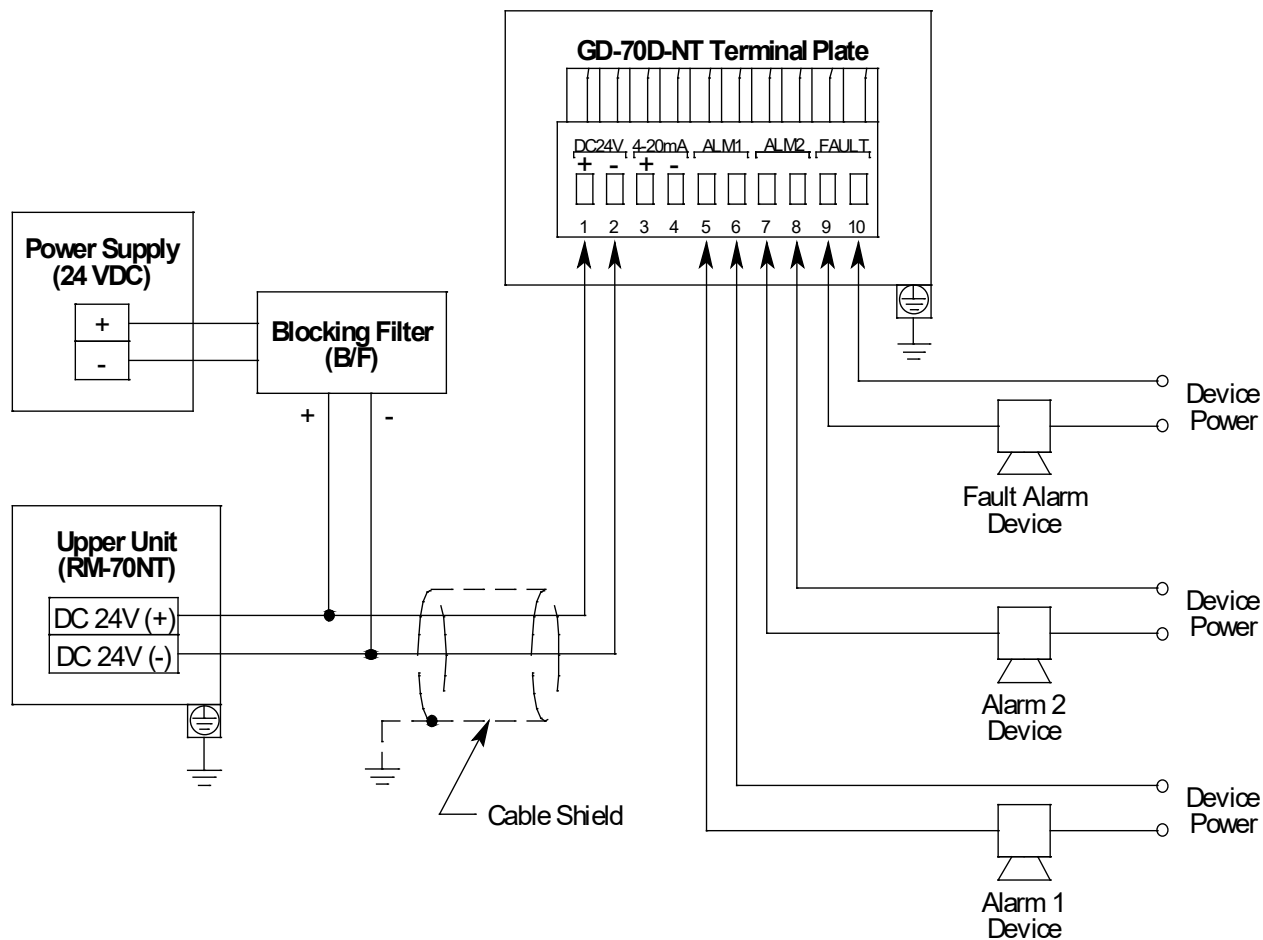 GD-70D-NT Terminal Plate
DC24V 4-20mA ALM1 ALM2 FAULT
+ - + -
1 2 3 4 5 6 7 8 9 10
Power Supply
(24 VDC)
+
-
Blocking Filter
(B/F)
+ -
Device
Power
Fault Alarm
Device
Upper Unit
(RM-70NT)
DC 24V (+)
DC 24V (-)
Device
Power
Alarm 2
Device
Cable Shield
Device
Power
Alarm 1
Device